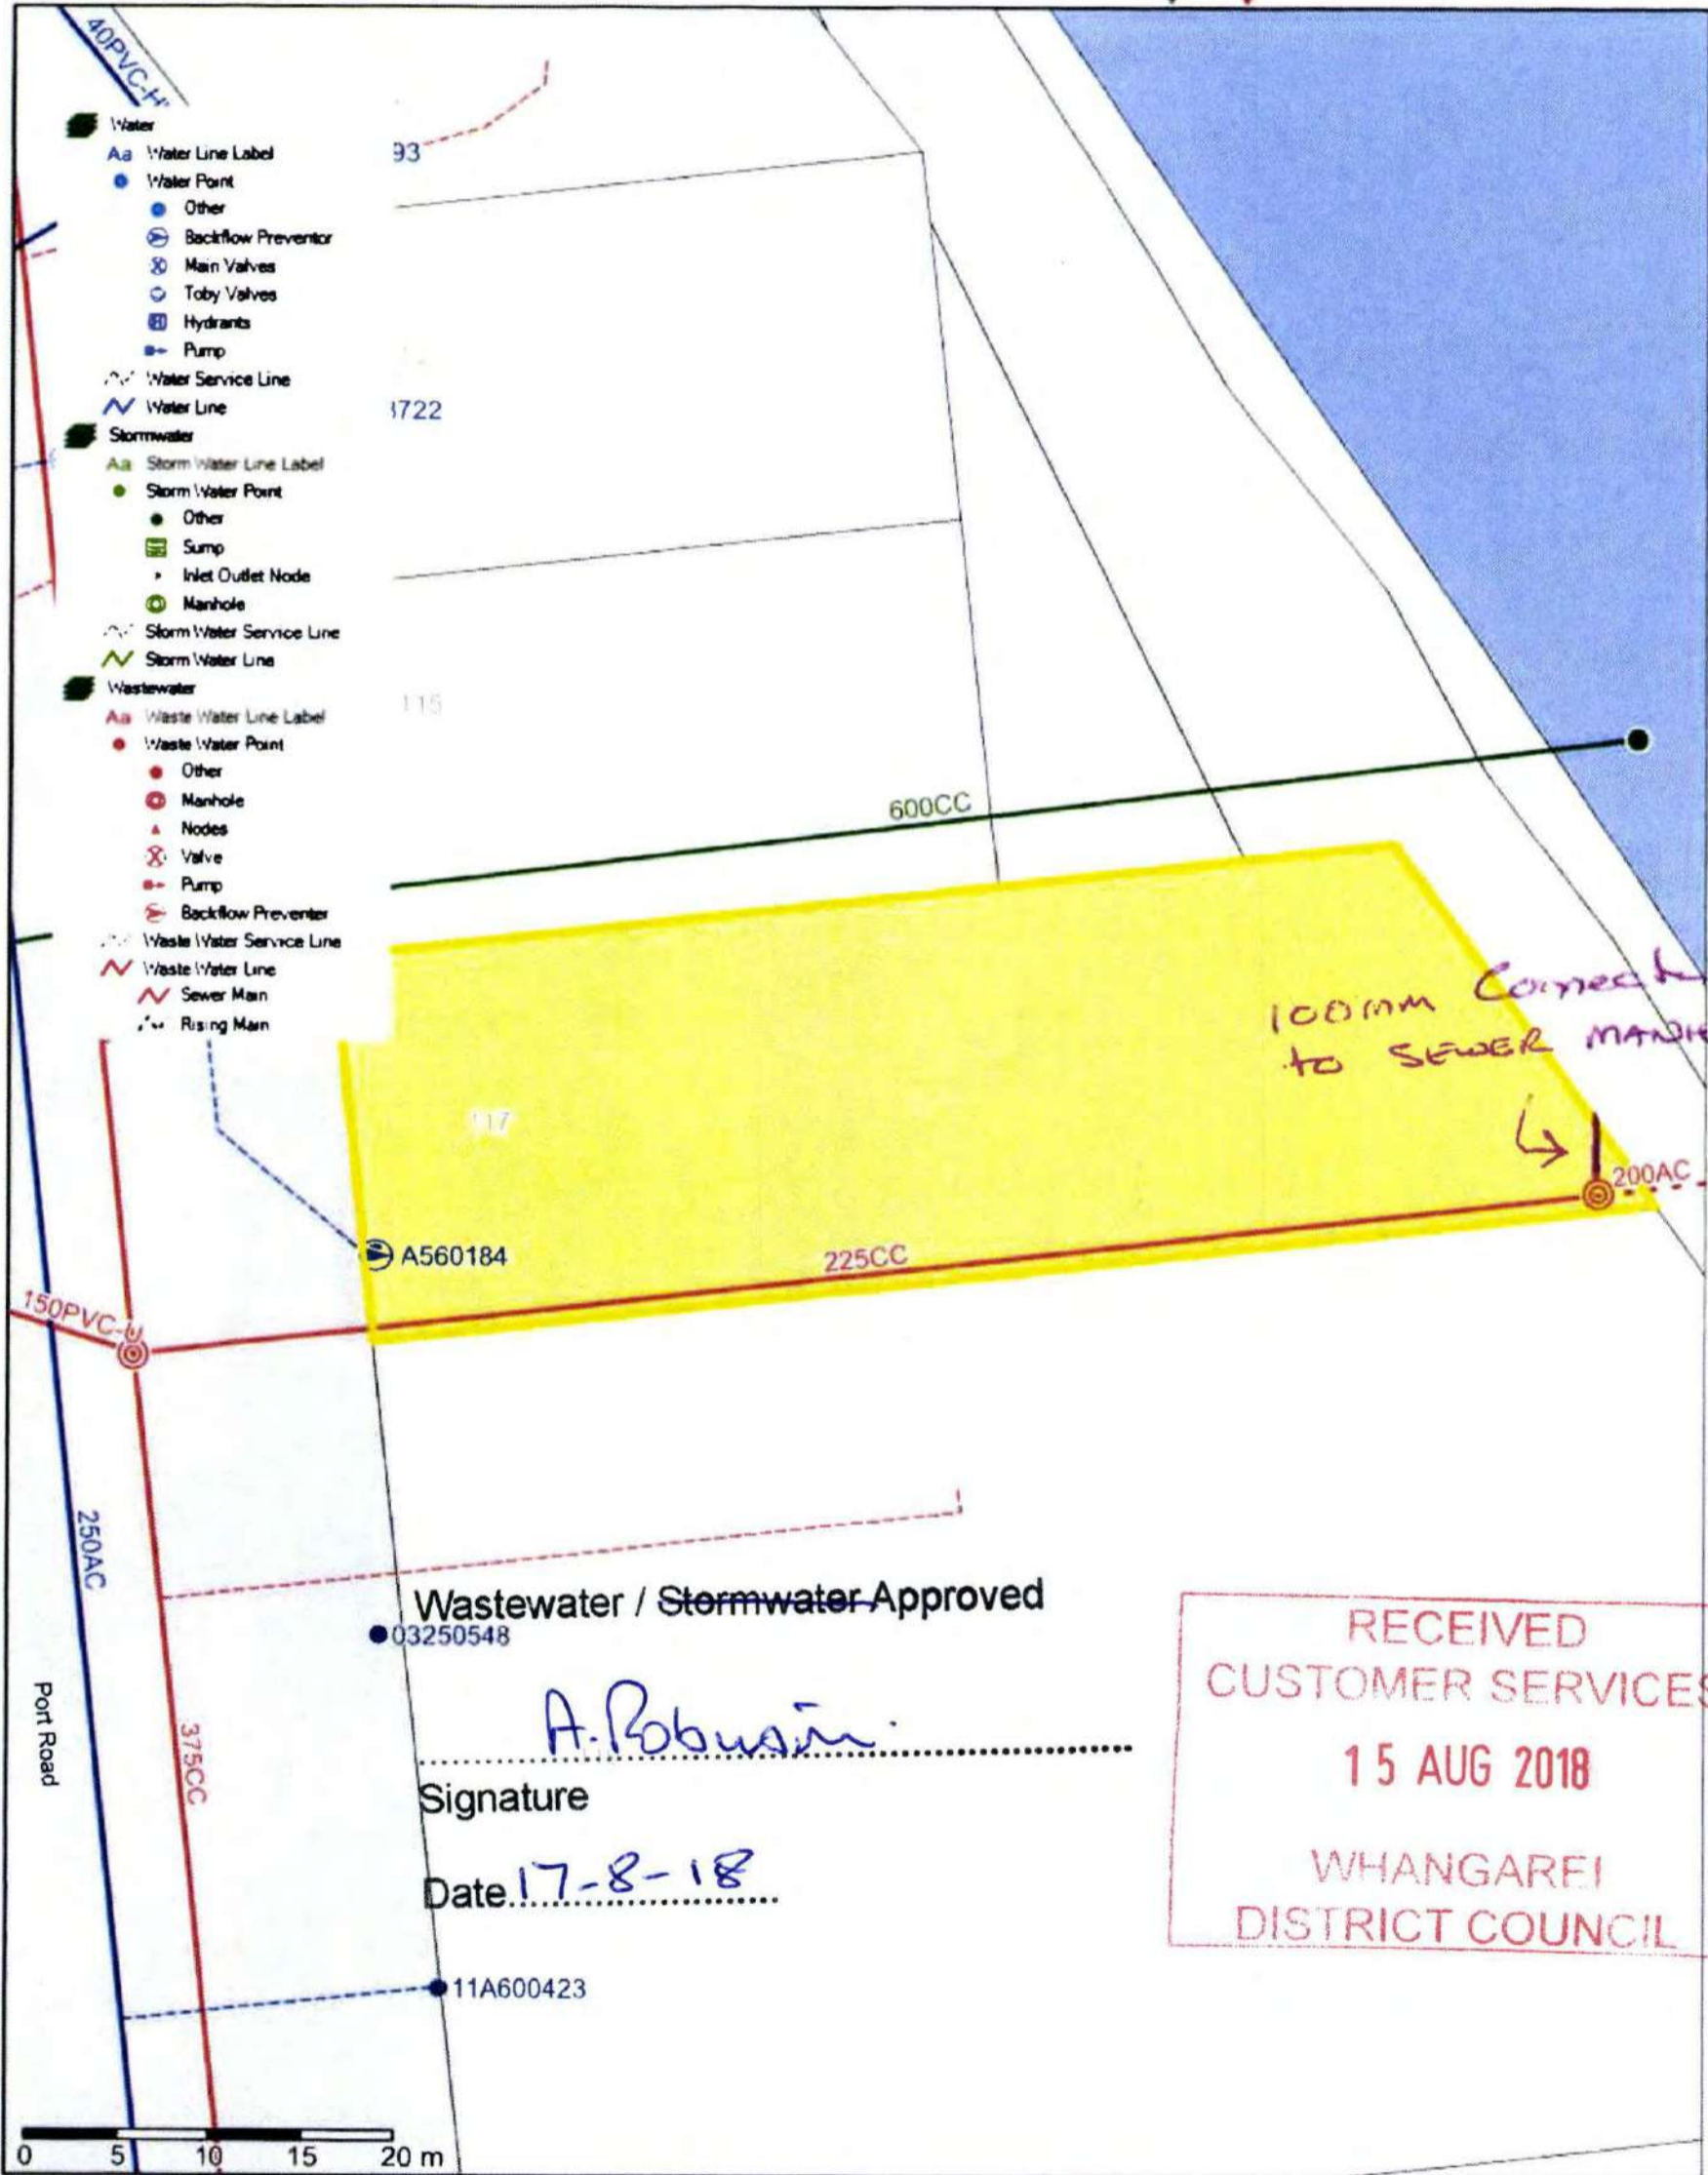 40PVC-H
Water
Aa Water Line Label
93
Water Point
Other
Backflow Preventor
Main Valves
Toby Valves
Hydrants
Pump
Water Service Line
Water Line
3722
Stormwater
Aa Storm Water Line Label
Storm Water Point
Other
Sump
Inlet Outlet Node
Manhole
Storm Water Service Line
Storm Water Line
Wastewater
Aa Waste Water Line Label
115
Waste Water Point
Other
Manhole
Nodes
Valve
Pump
Backflow Preventer
Waste Water Service Line
Waste Water Line
Sewer Main
Rising Main
600CC
100mm Connect
to SEWER MANH
117
200AC
A560184
225CC
150PVC-U
250AC
375CC
Port Road
Wastewater / Stormwater Approved
03250548
A. Robinson
Signature
Date 17-8-18
11A600423
RECEIVED
CUSTOMER SERVICES
15 AUG 2018
WHANGAREI
DISTRICT COUNCIL
0 5 10 15 20 m